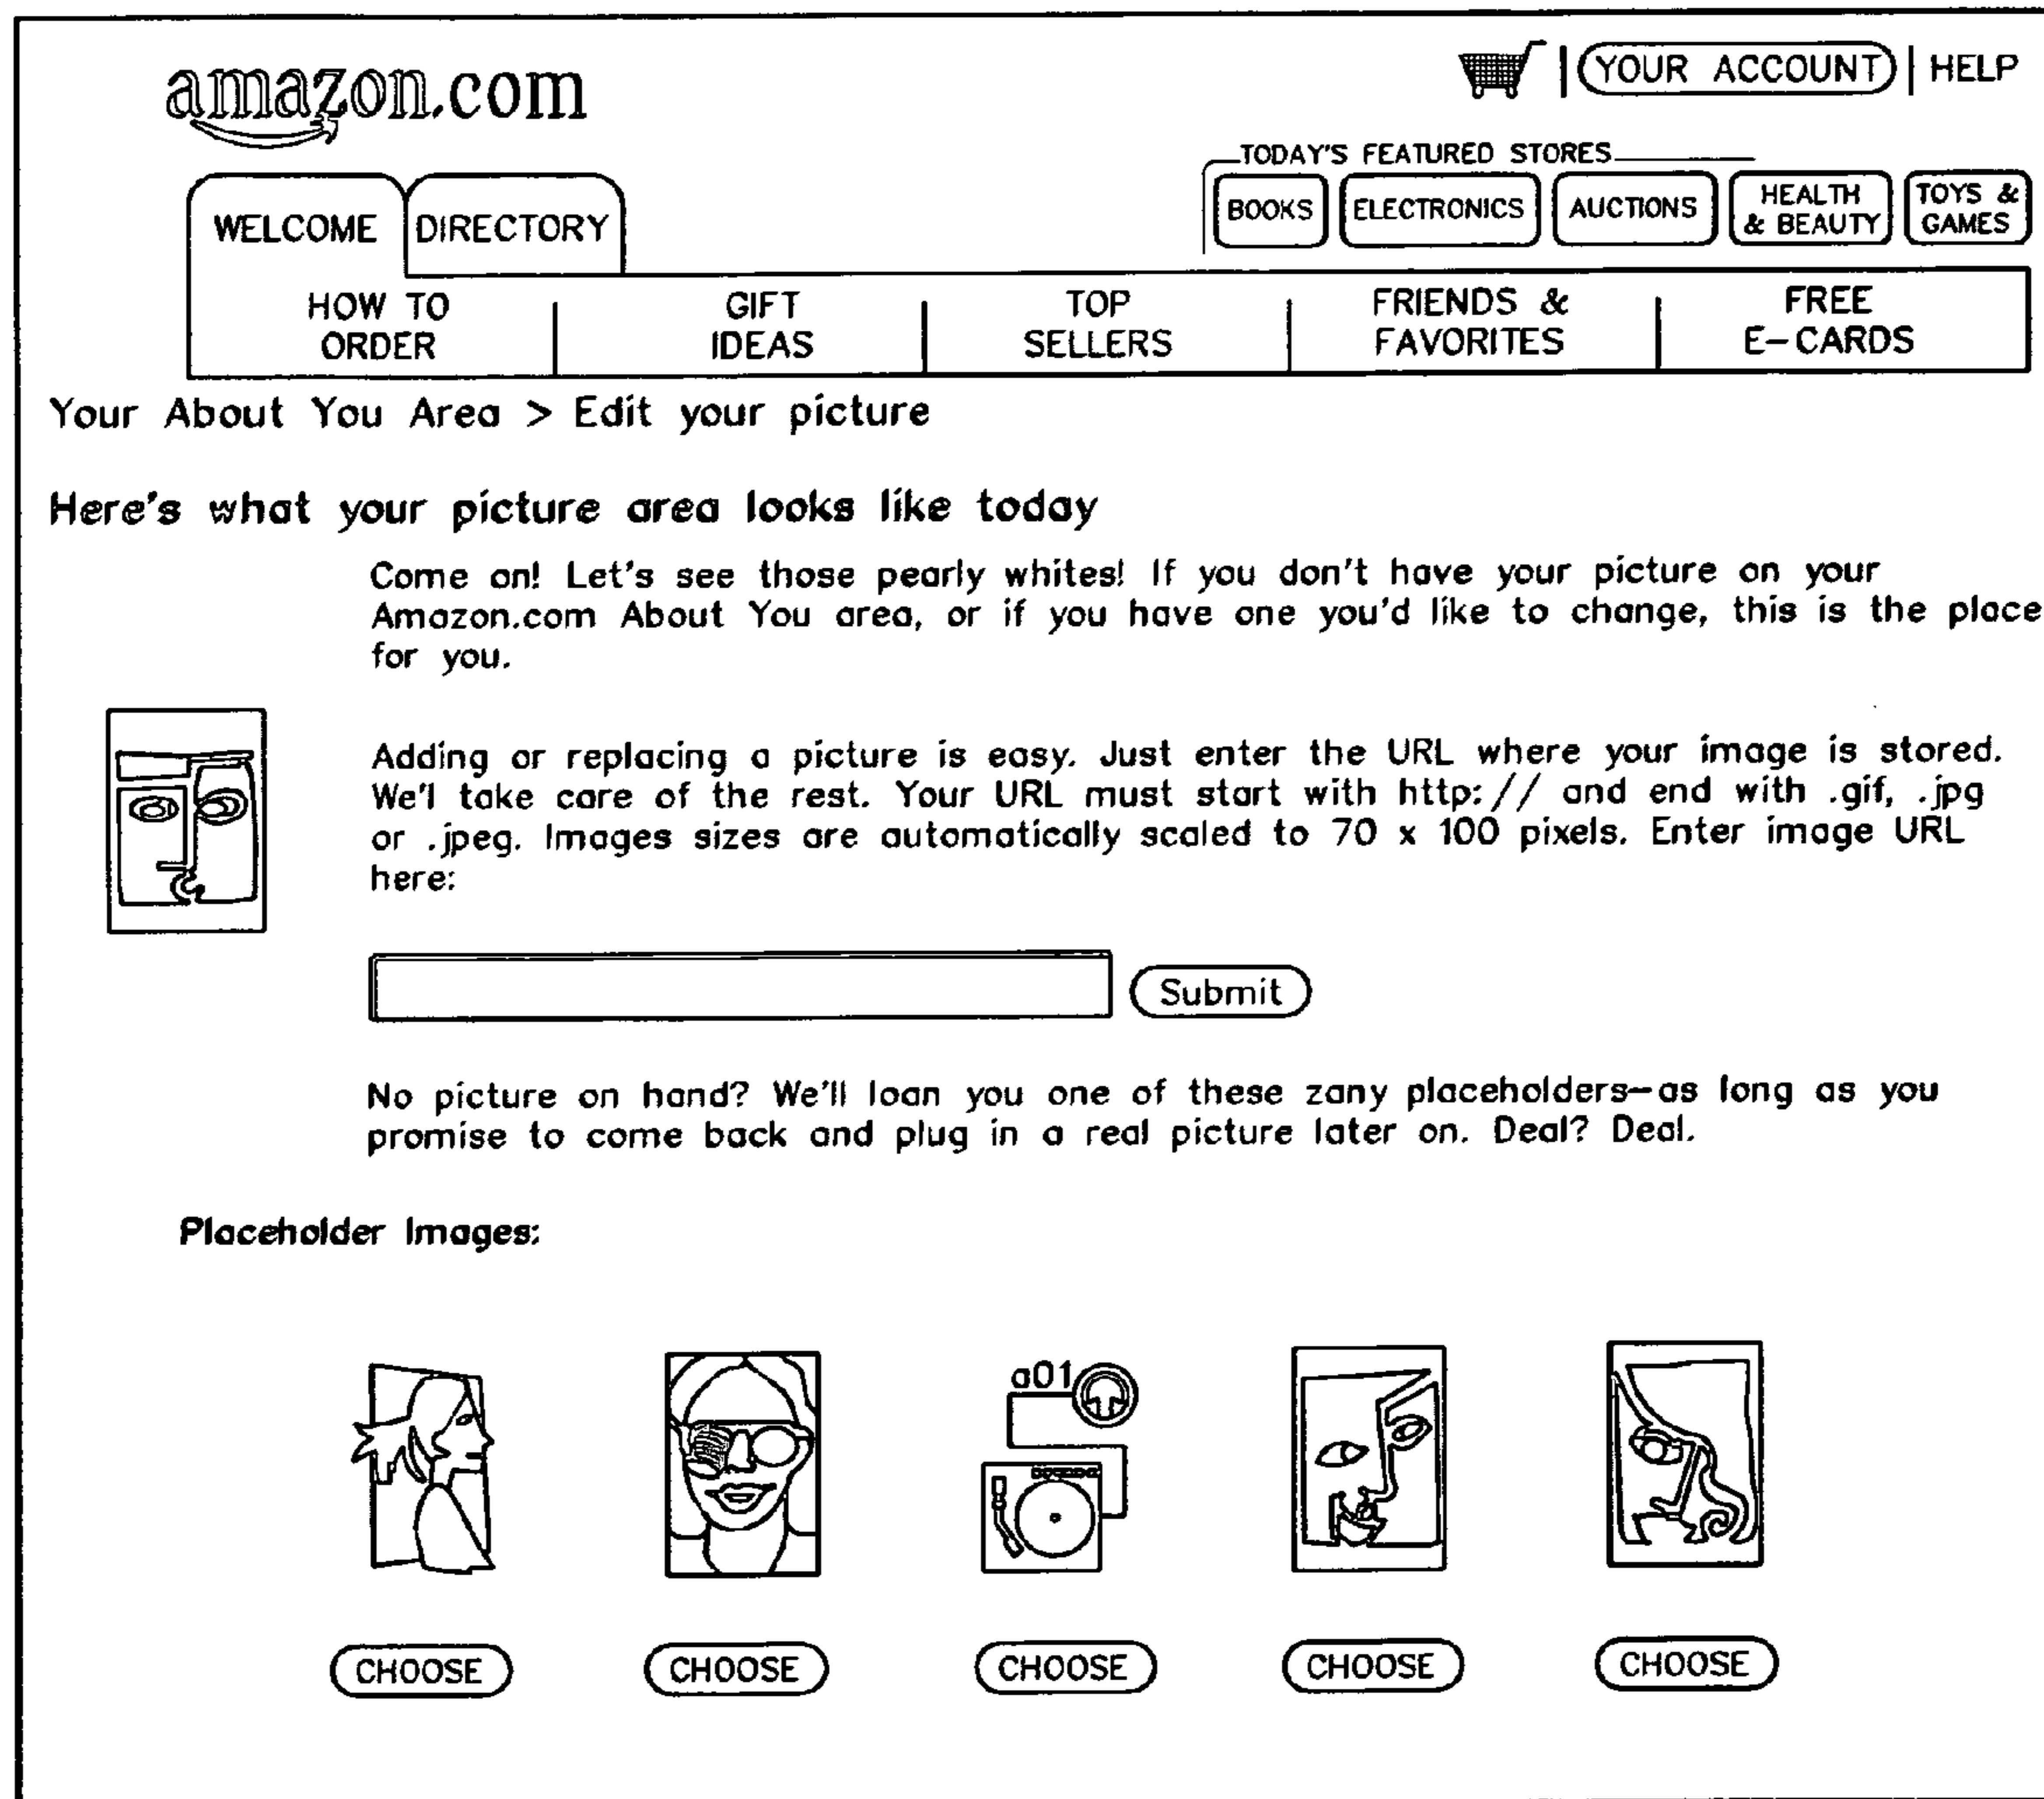 amazon.com
YOUR ACCOUNT | HELP
TODAY'S FEATURED STORES
WELCOME
DIRECTORY
BOOKS
ELECTRONICS
AUCTIONS
HEALTH
& BEAUTY
TOYS &
GAMES
HOW TO
ORDER
GIFT
IDEAS
TOP
SELLERS
FRIENDS &
FAVORITES
FREE
E-CARDS
Your About You Area > Edit your picture
Here's what your picture area looks like today
Come on! Let's see those pearly whites! If you don't have your picture on your
Amazon.com About You area, or if you have one you'd like to change, this is the place
for you.
Adding or replacing a picture is easy. Just enter the URL where your image is stored.
We'l take care of the rest. Your URL must start with http:// and end with .gif, .jpg
or .jpeg. Images sizes are automatically scaled to 70 x 100 pixels. Enter image URL
here:
Submit
No picture on hand? We'll loan you one of these zany placeholders—as long as you
promise to come back and plug in a real picture later on. Deal? Deal.
Placeholder Images:
a01
CHOOSE
CHOOSE
CHOOSE
CHOOSE
CHOOSE